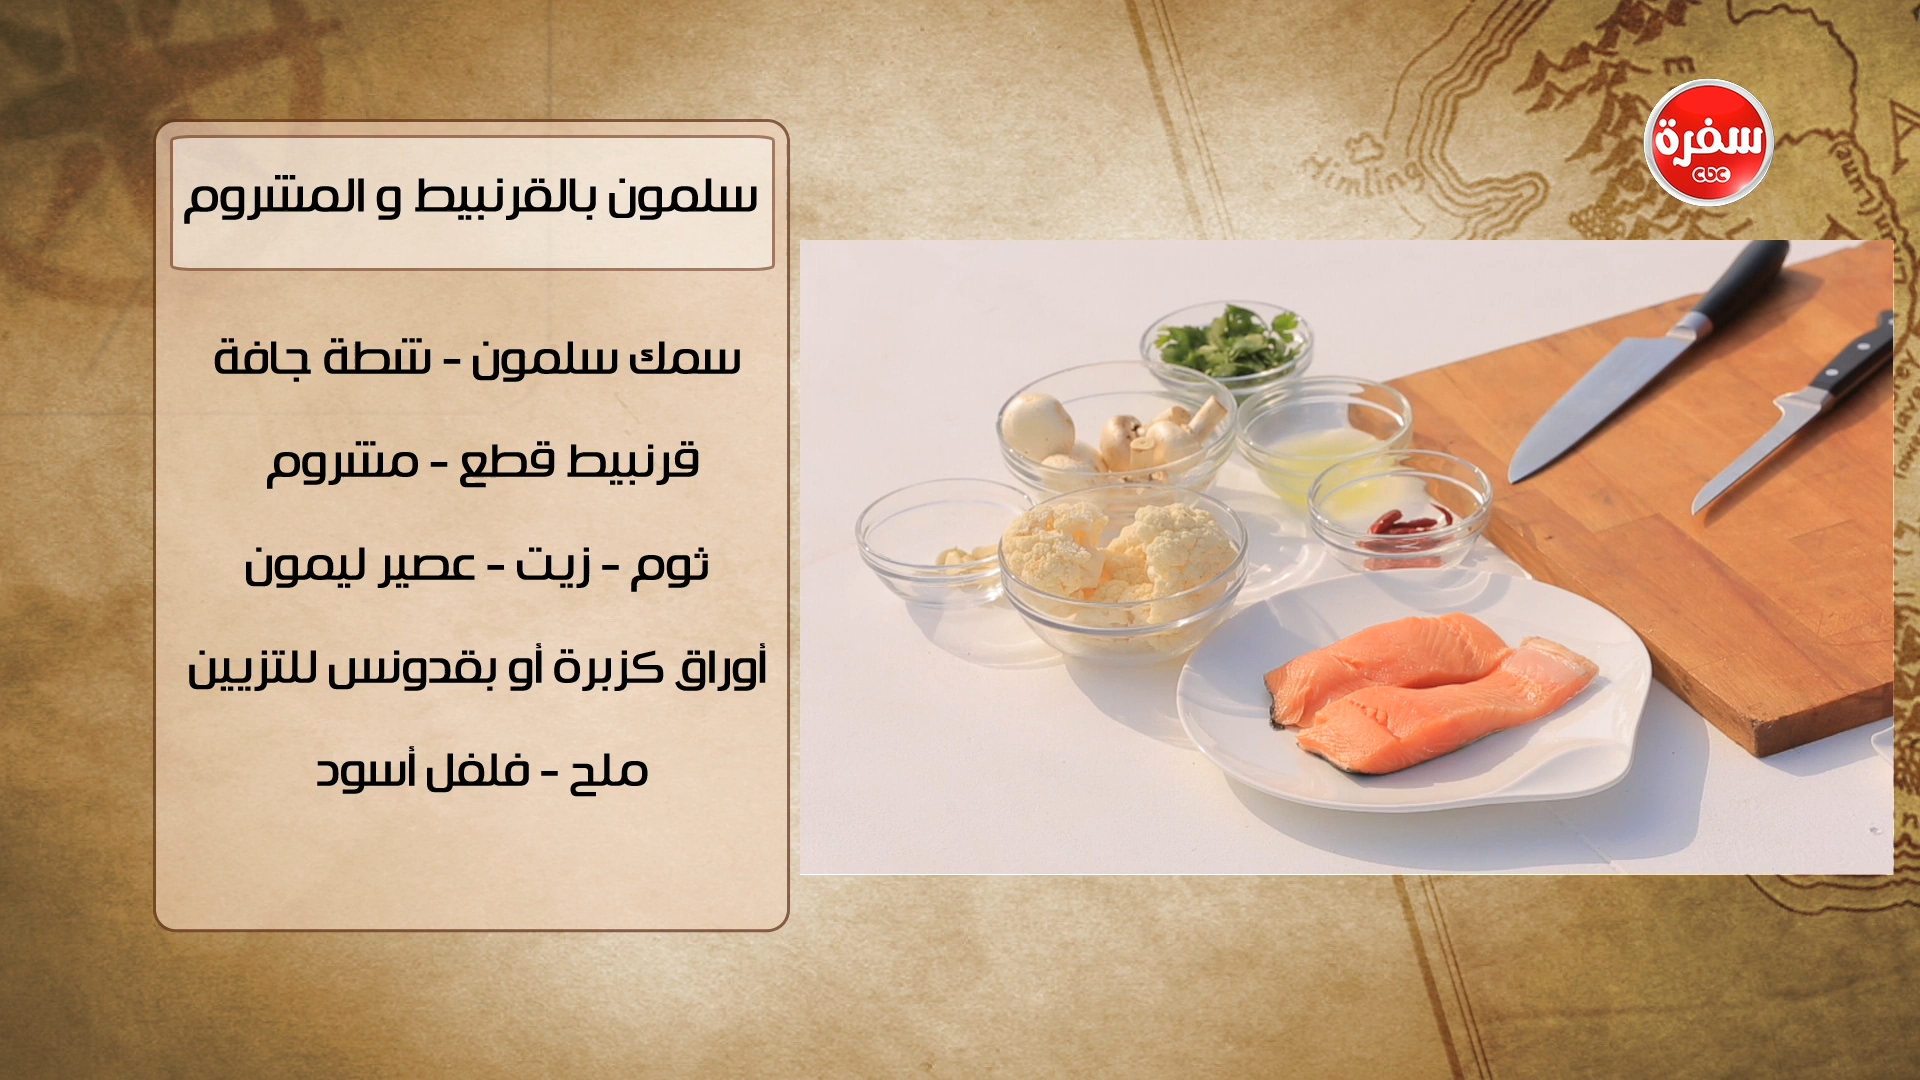 سفرة
cbc
سلمون بالقرنبيط و المشروم
سمك سلمون - شطة جافة
قرنبيط قطع - مشروم
ثوم - زيت - عصير ليمون
أوراق كزبرة أو بقدونس للتزيين
ملح - فلفل أسود